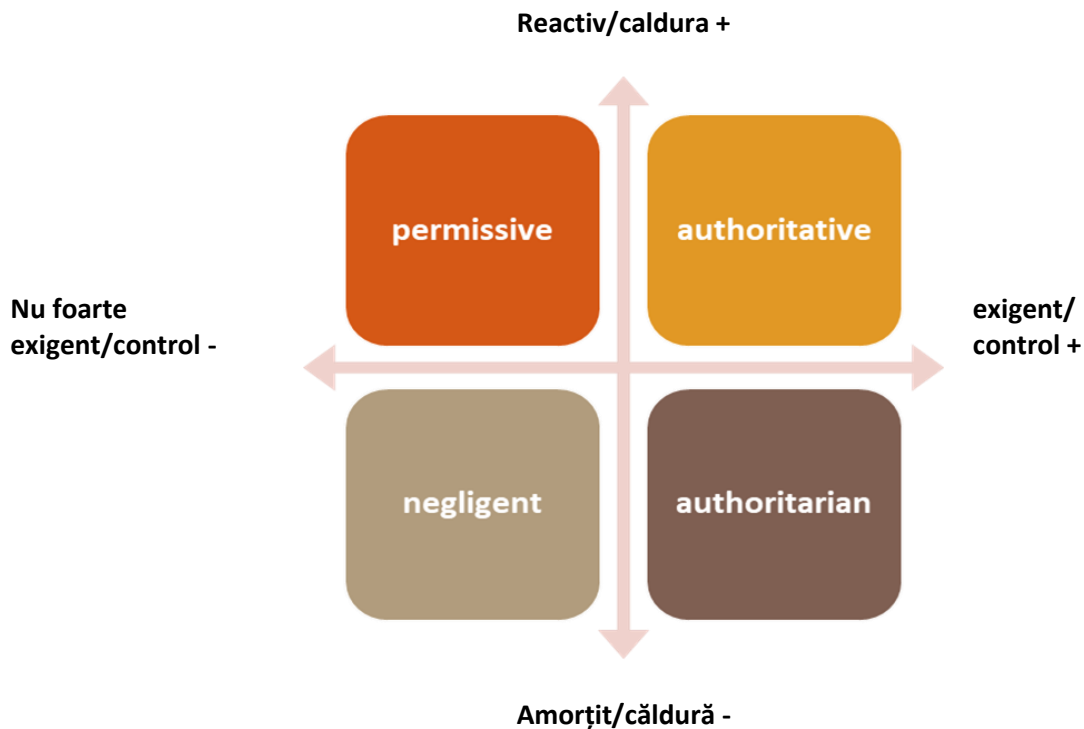 Reactiv/caldura +
permissive
authoritative
Nu foarte
exigent/control -
exigent/
control +
negligent
authoritarian
Amorțit/căldură -